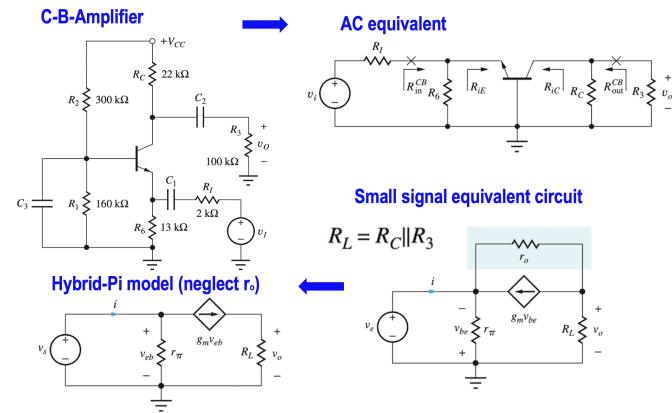 C-B-Amplifier
AC equivalent
+V_CC
R_C 22 kΩ
R_2 300 kΩ
C_2
R_3
+
v_O
−
100 kΩ
C_1
R_I
2 kΩ
C_3
R_1 160 kΩ
R_6 13 kΩ
+
−
v_I
R_I
v_i
+
−
R_in^CB
R_6
R_iE
R_iC
R_C
R_out^CB
R_3
+
v_o
−
Small signal equivalent circuit
R_L = R_C||R_3
r_o
i
v_e
+
−
−
v_be
+
r_π
g_m v_be
R_L
+
v_o
−
Hybrid-Pi model (neglect r_o)
i
v_s
+
−
+
v_eb
−
r_π
g_m v_eb
R_L
+
v_o
−